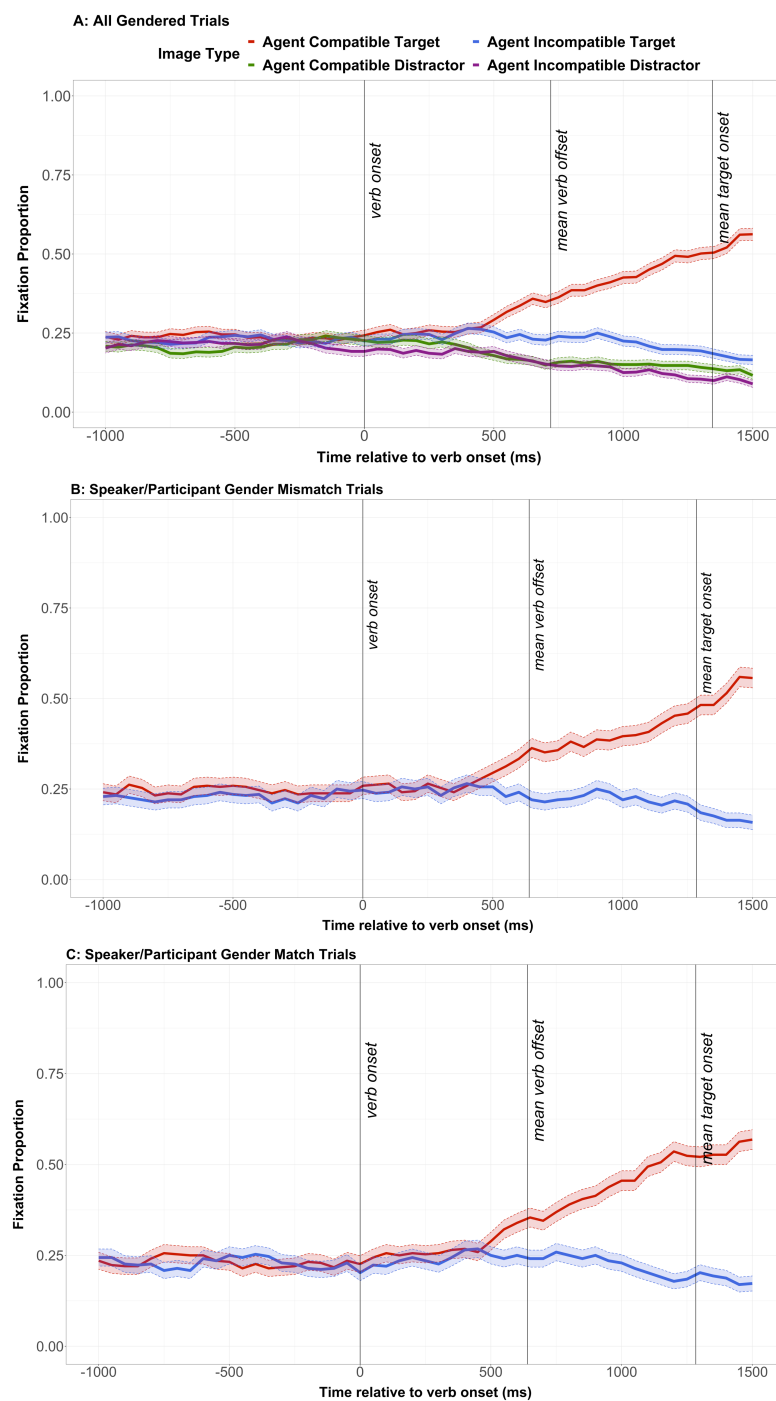 A: All Gendered Trials
Image Type
Agent Compatible Target
Agent Incompatible Target
Agent Compatible Distractor
Agent Incompatible Distractor
1.00
0.75
0.50
0.25
0.00
Fixation Proportion
verb onset
mean verb offset
mean target onset
-1000
-500
0
500
1000
1500
Time relative to verb onset (ms)
B: Speaker/Participant Gender Mismatch Trials
1.00
0.75
0.50
0.25
0.00
Fixation Proportion
verb onset
mean verb offset
mean target onset
-1000
-500
0
500
1000
1500
Time relative to verb onset (ms)
C: Speaker/Participant Gender Match Trials
1.00
0.75
0.50
0.25
0.00
Fixation Proportion
verb onset
mean verb offset
mean target onset
-1000
-500
0
500
1000
1500
Time relative to verb onset (ms)